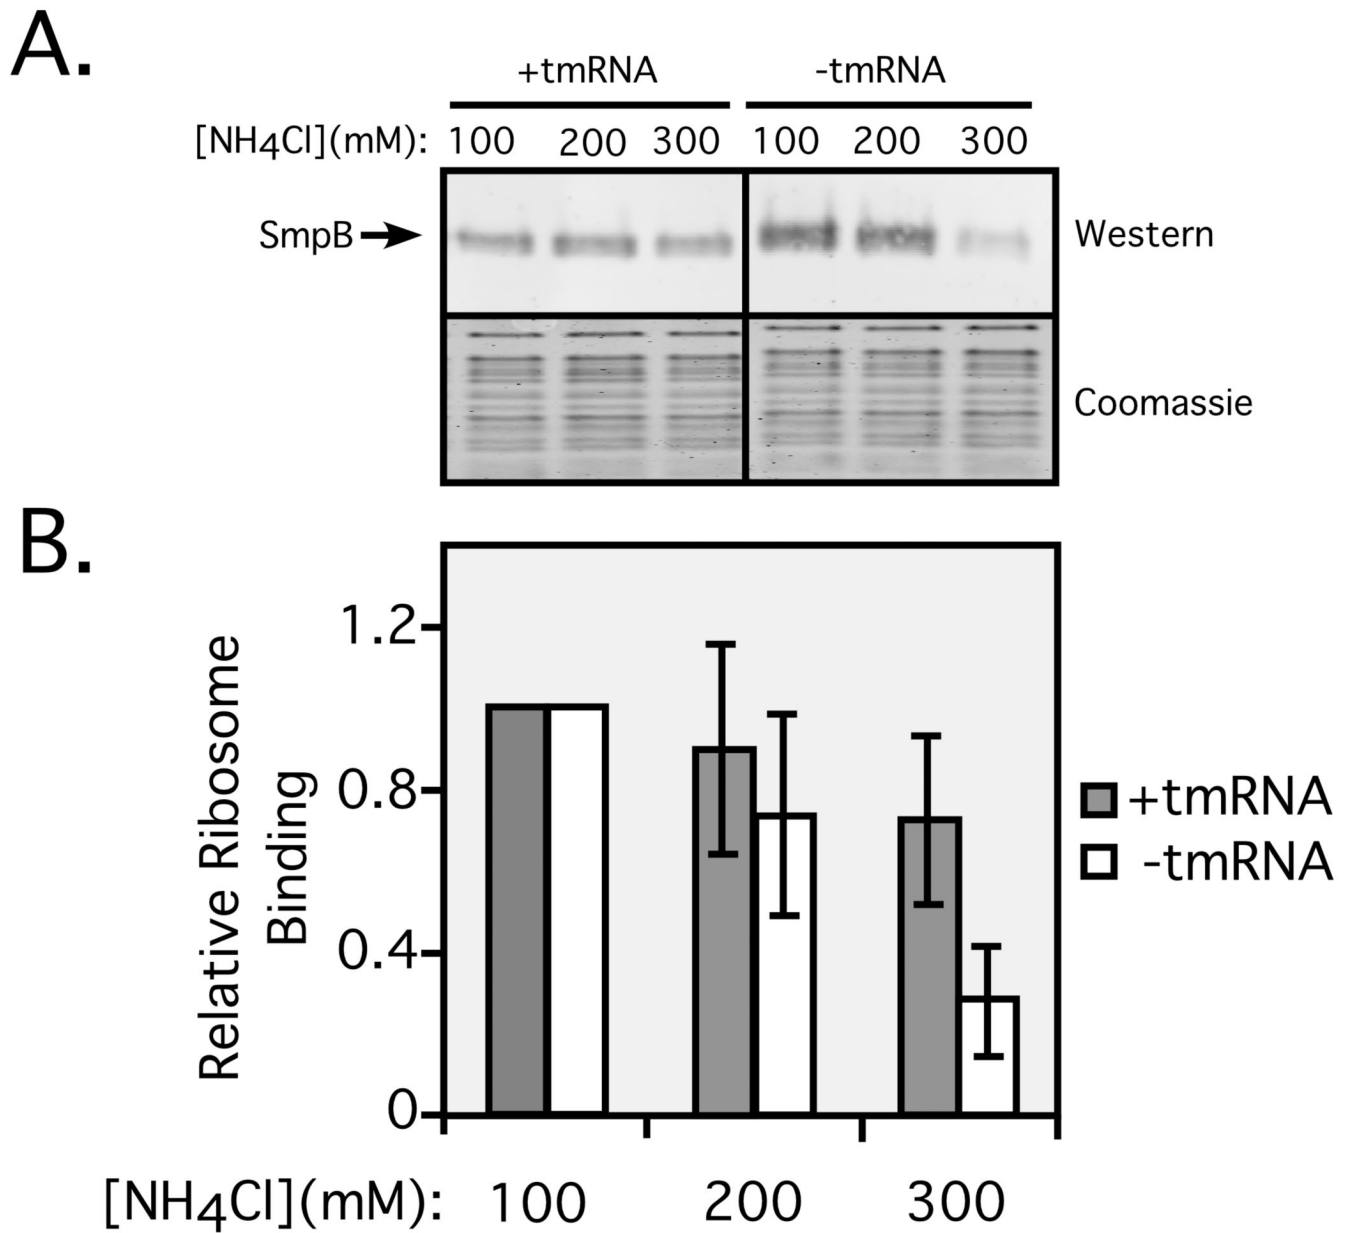 A.
+tmRNA -tmRNA
[NH4Cl](mM): 100 200 300 100 200 300
SmpB
Western
Coomassie
B.
Relative Ribosome
Binding
1.2
0.8
0.4
0
+tmRNA
-tmRNA
[NH4Cl](mM): 100 200 300